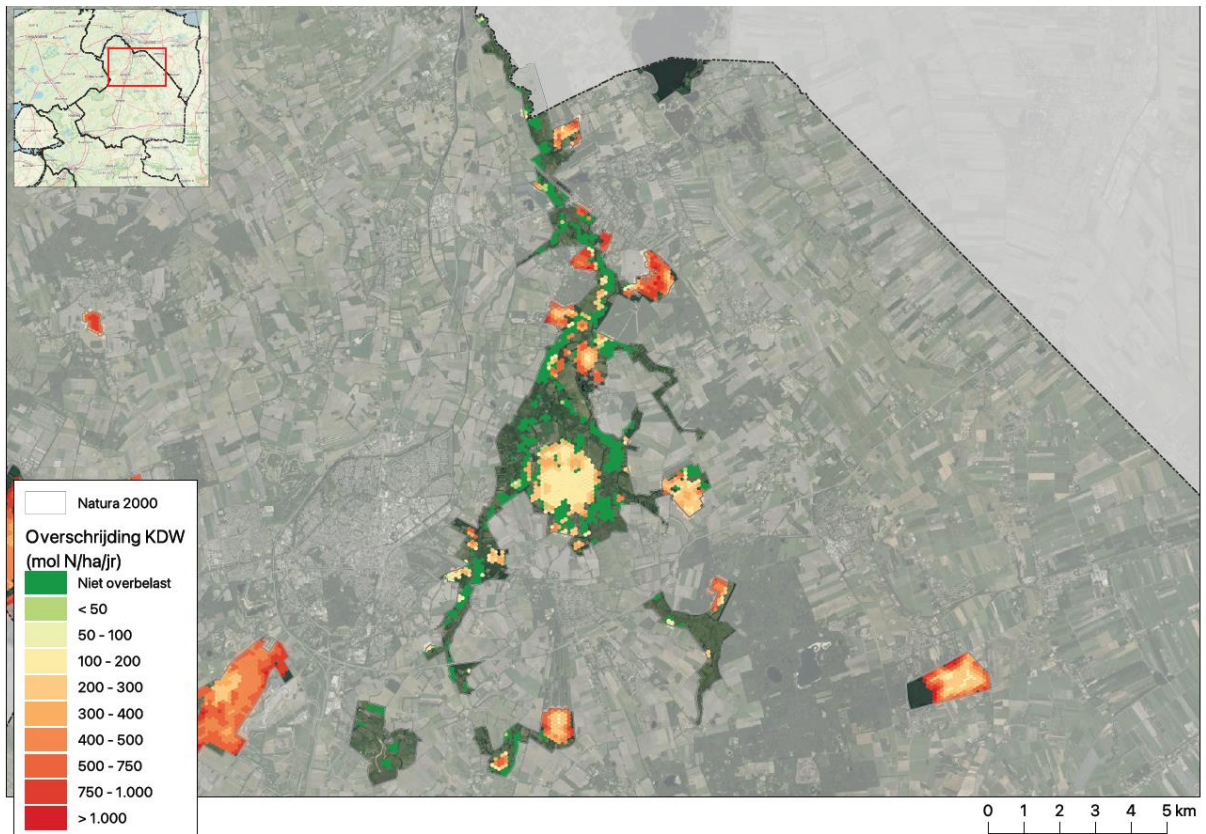 Natura 2000
Overschrijding KDW
(mol N/ha/jr)
Niet overbelast
< 50
50 - 100
100 - 200
200 - 300
300 - 400
400 - 500
500 - 750
750 - 1.000
> 1.000
0 1 2 3 4 5 km